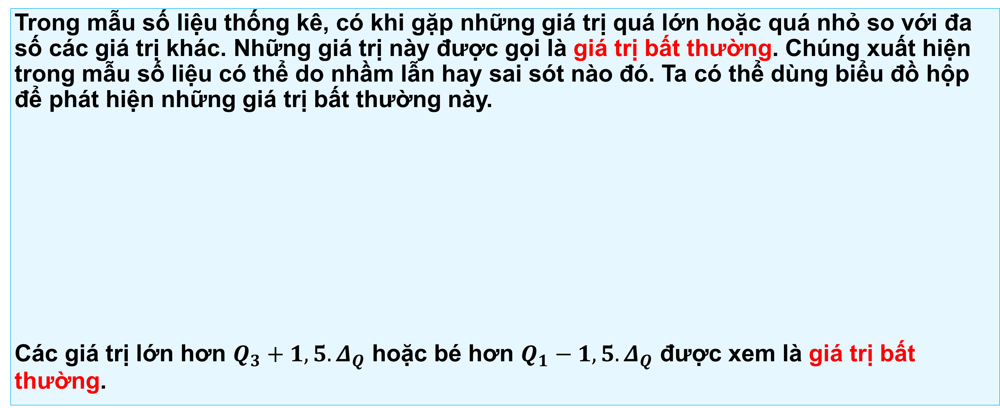 Trong mẫu số liệu thống kê, có khi gặp những giá trị quá lớn hoặc quá nhỏ so với đa
số các giá trị khác. Những giá trị này được gọi là giá trị bất thường. Chúng xuất hiện
trong mẫu số liệu có thể do nhầm lẫn hay sai sót nào đó. Ta có thể dùng biểu đồ hộp
để phát hiện những giá trị bất thường này.
Các giá trị lớn hơn Q₃ + 1, 5. Δ_Q hoặc bé hơn Q₁ − 1, 5. Δ_Q được xem là giá trị bất
thường.